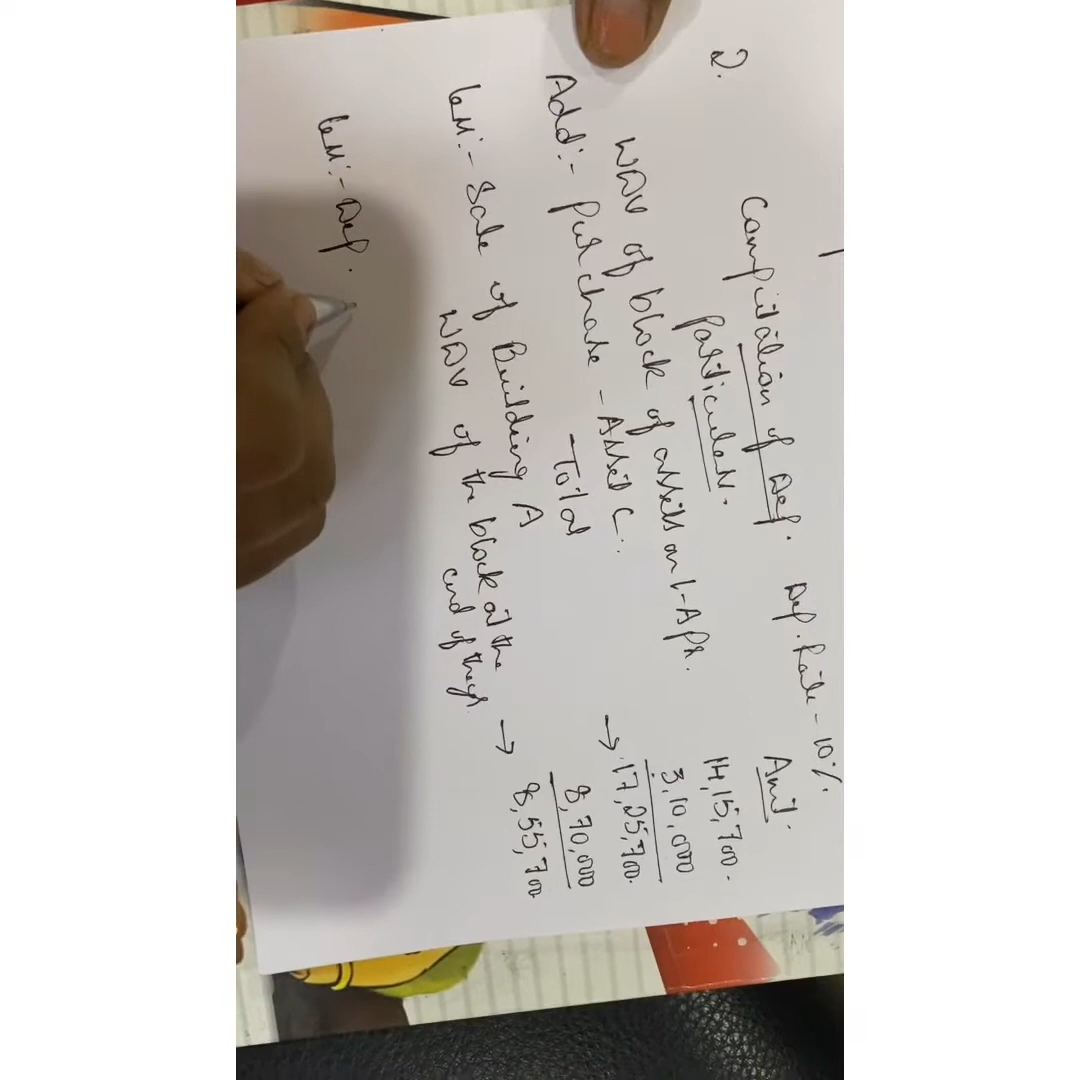 2.
Computation of Dep. Dep. Rate - 10%.
Particulars. Amt.
WDV of block of assets on 1-Apr. 14,15,700.
Add:- Purchase - Asset C. 3,10,000
Total → 17,25,700.
Less:- Sale of Building A 8,70,000
WDV of the block at the → 8,55,700
end of the yr.
Less:- Dep.